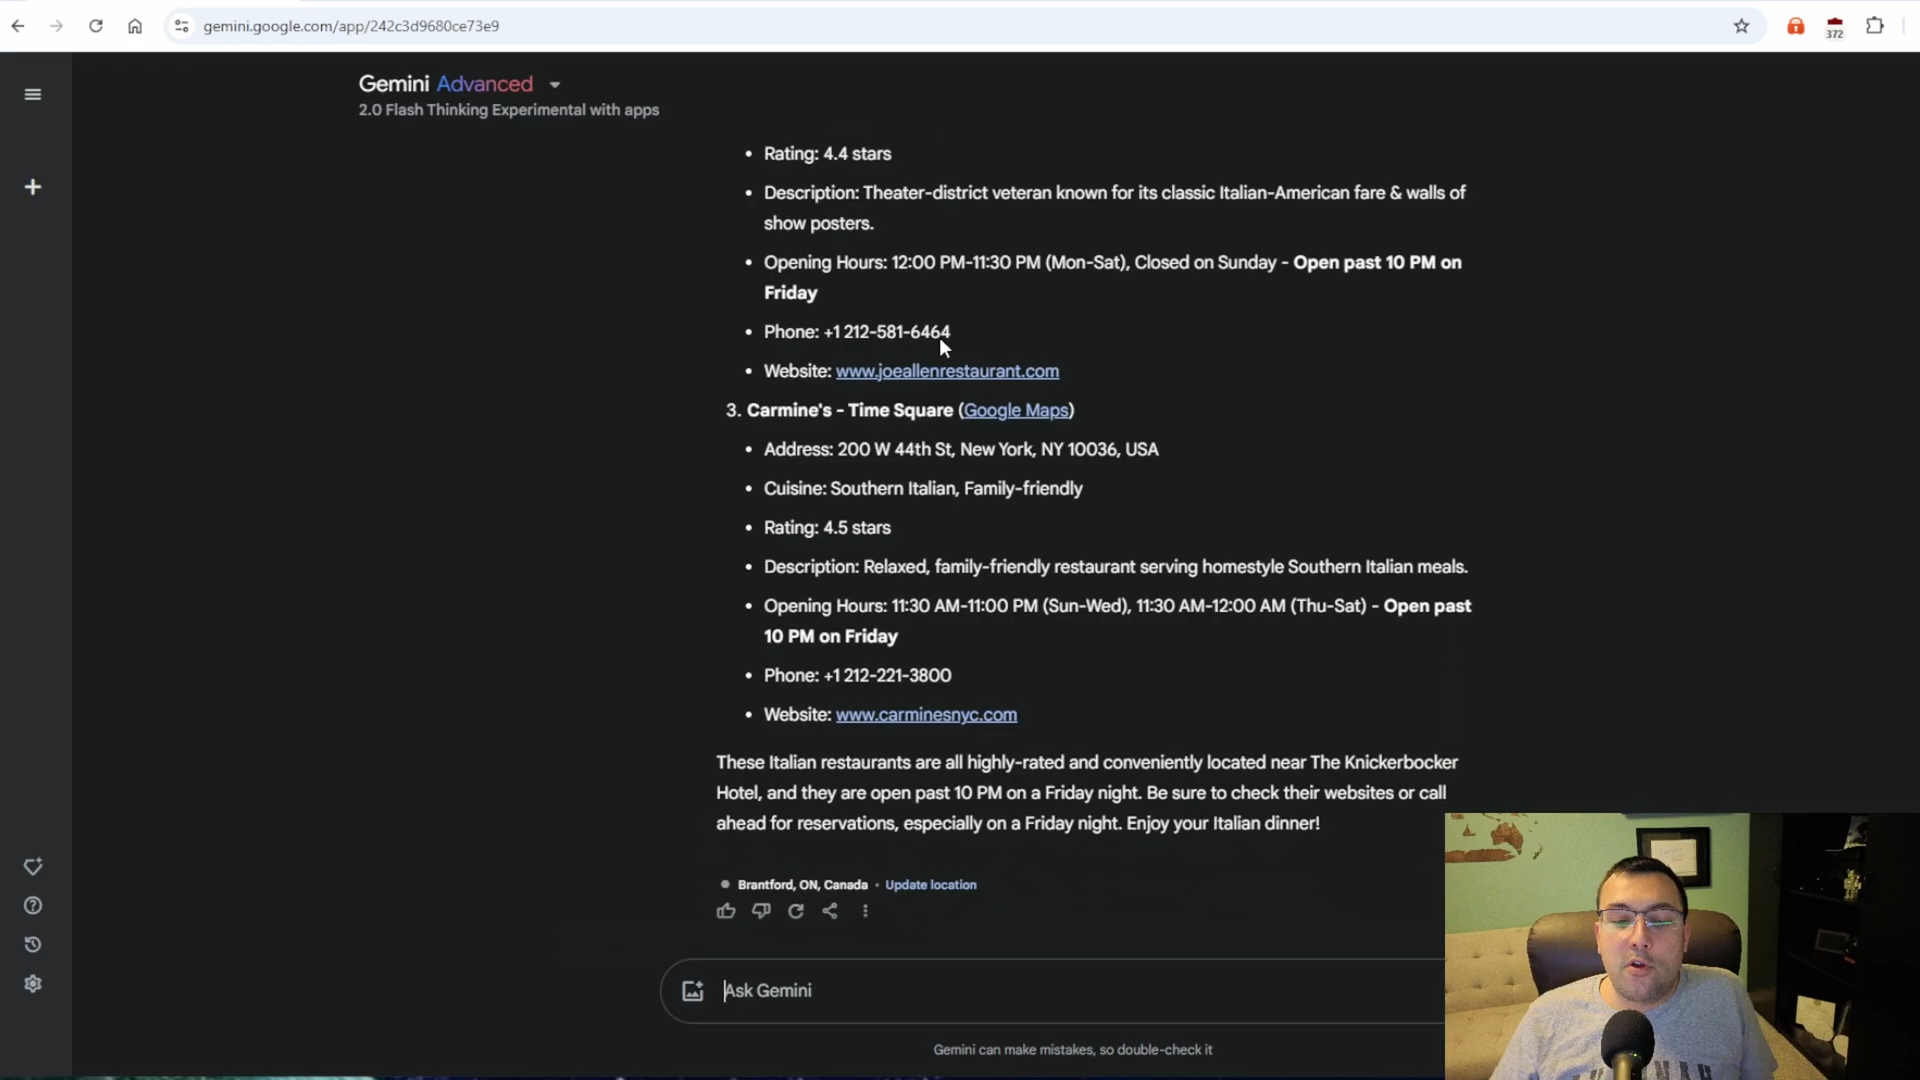 gemini.google.com/app/242c3d9680ce73e9
372
Gemini Advanced
2.0 Flash Thinking Experimental with apps
• Rating: 4.4 stars
• Description: Theater-district veteran known for its classic Italian-American fare & walls of
show posters.
• Opening Hours: 12:00 PM-11:30 PM (Mon-Sat), Closed on Sunday - Open past 10 PM on
Friday
• Phone: +1 212-581-6464
• Website: www.joeallenrestaurant.com
3. Carmine's - Time Square (Google Maps)
• Address: 200 W 44th St, New York, NY 10036, USA
• Cuisine: Southern Italian, Family-friendly
• Rating: 4.5 stars
• Description: Relaxed, family-friendly restaurant serving homestyle Southern Italian meals.
• Opening Hours: 11:30 AM-11:00 PM (Sun-Wed), 11:30 AM-12:00 AM (Thu-Sat) - Open past
10 PM on Friday
• Phone: +1 212-221-3800
• Website: www.carminesnyc.com
These Italian restaurants are all highly-rated and conveniently located near The Knickerbocker
Hotel, and they are open past 10 PM on a Friday night. Be sure to check their websites or call
ahead for reservations, especially on a Friday night. Enjoy your Italian dinner!
Brantford, ON, Canada • Update location
Ask Gemini
Gemini can make mistakes, so double-check it